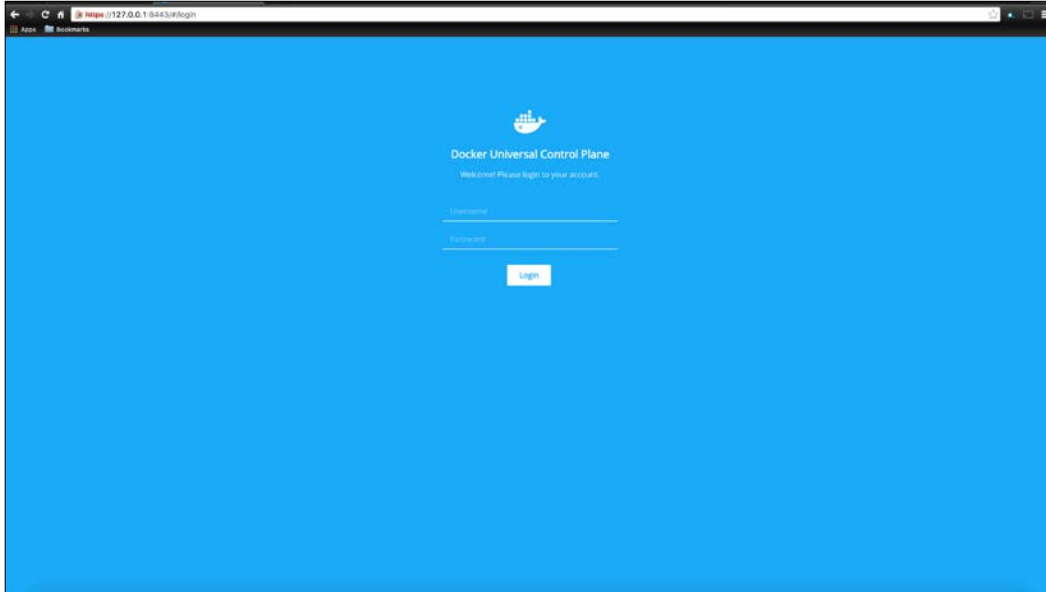 https://127.0.0.1:8443/#/login
Apps Bookmarks
Docker Universal Control Plane
Welcome! Please login to your account.
Username
Password
Login